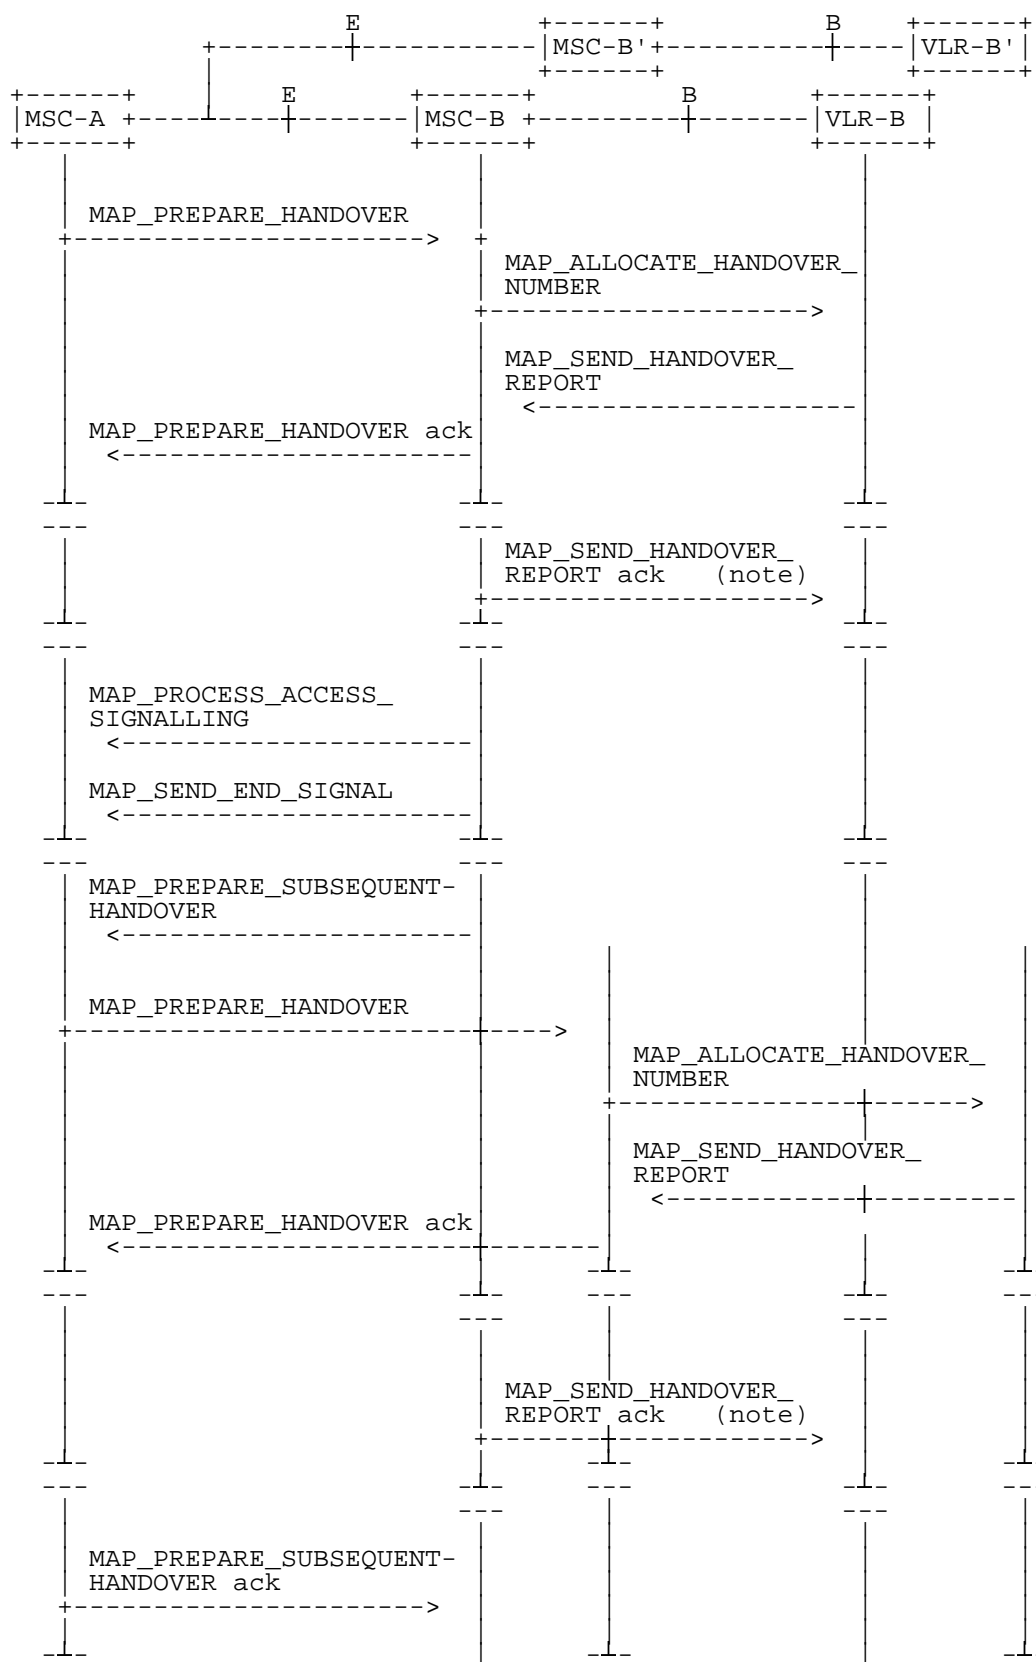 E B
MSC-B' VLR-B'
E B
MSC-A MSC-B VLR-B
MAP_PREPARE_HANDOVER
MAP_ALLOCATE_HANDOVER_
NUMBER
MAP_SEND_HANDOVER_
REPORT
MAP_PREPARE_HANDOVER ack
MAP_SEND_HANDOVER_
REPORT ack (note)
MAP_PROCESS_ACCESS_
SIGNALLING
MAP_SEND_END_SIGNAL
MAP_PREPARE_SUBSEQUENT-
HANDOVER
MAP_PREPARE_HANDOVER
MAP_ALLOCATE_HANDOVER_
NUMBER
MAP_SEND_HANDOVER_
REPORT
MAP_PREPARE_HANDOVER ack
MAP_SEND_HANDOVER_
REPORT ack (note)
MAP_PREPARE_SUBSEQUENT-
HANDOVER ack